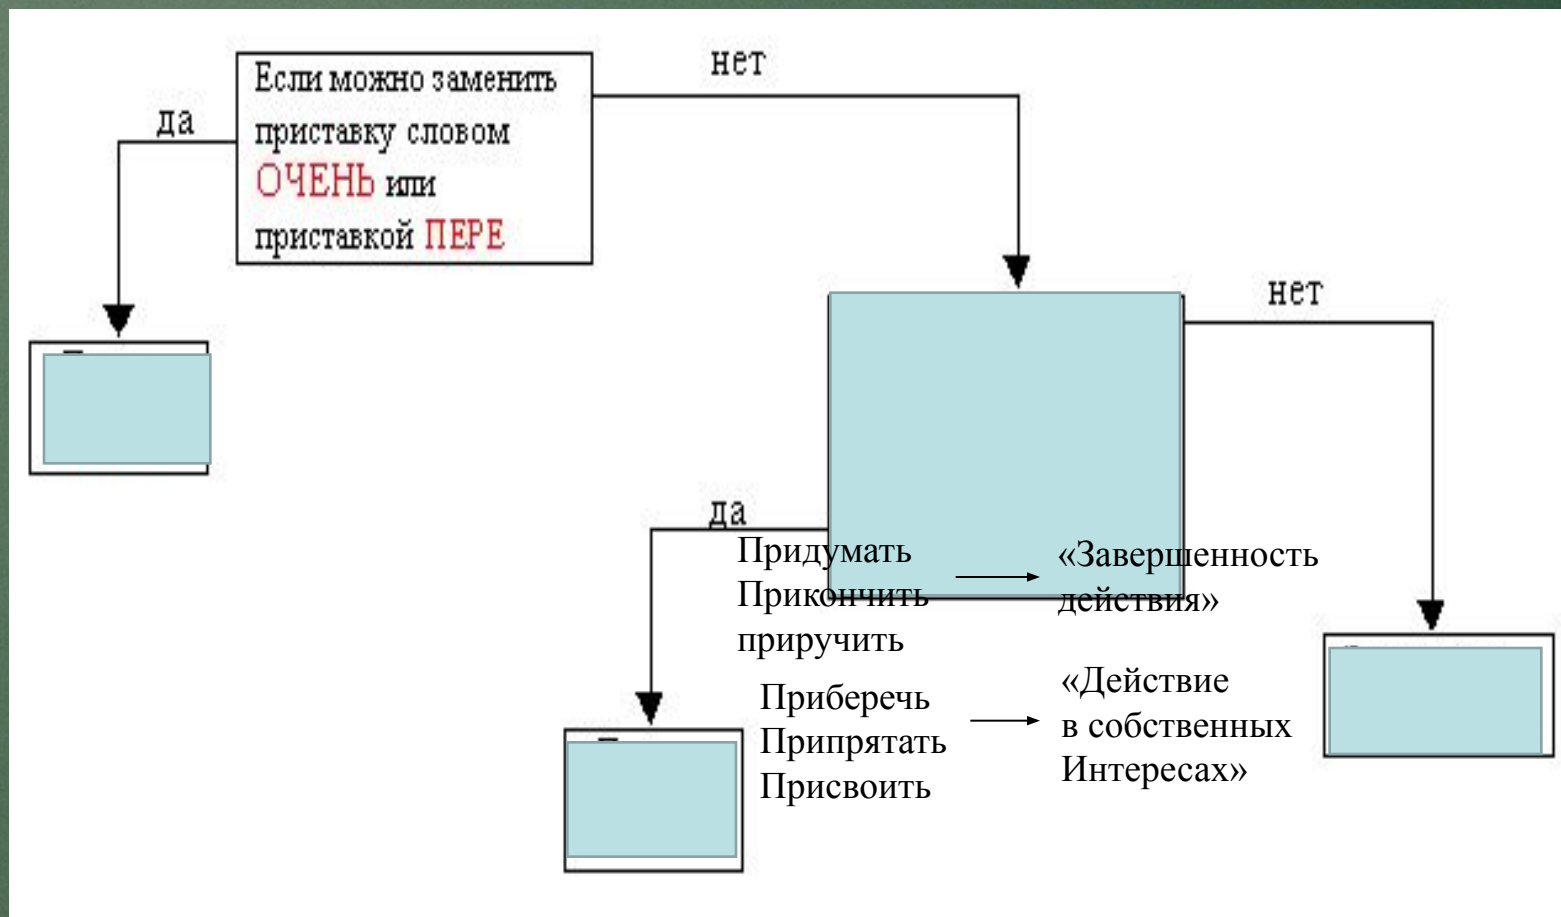 нет
да
Если можно заменить
приставку словом
ОЧЕНЬ или
приставкой ПЕРЕ
нет
да
Придумать
Прикончить
приручить
«Завершенность
действия»
Приберечь
Припрятать
Присвоить
«Действие
в собственных
Интересах»